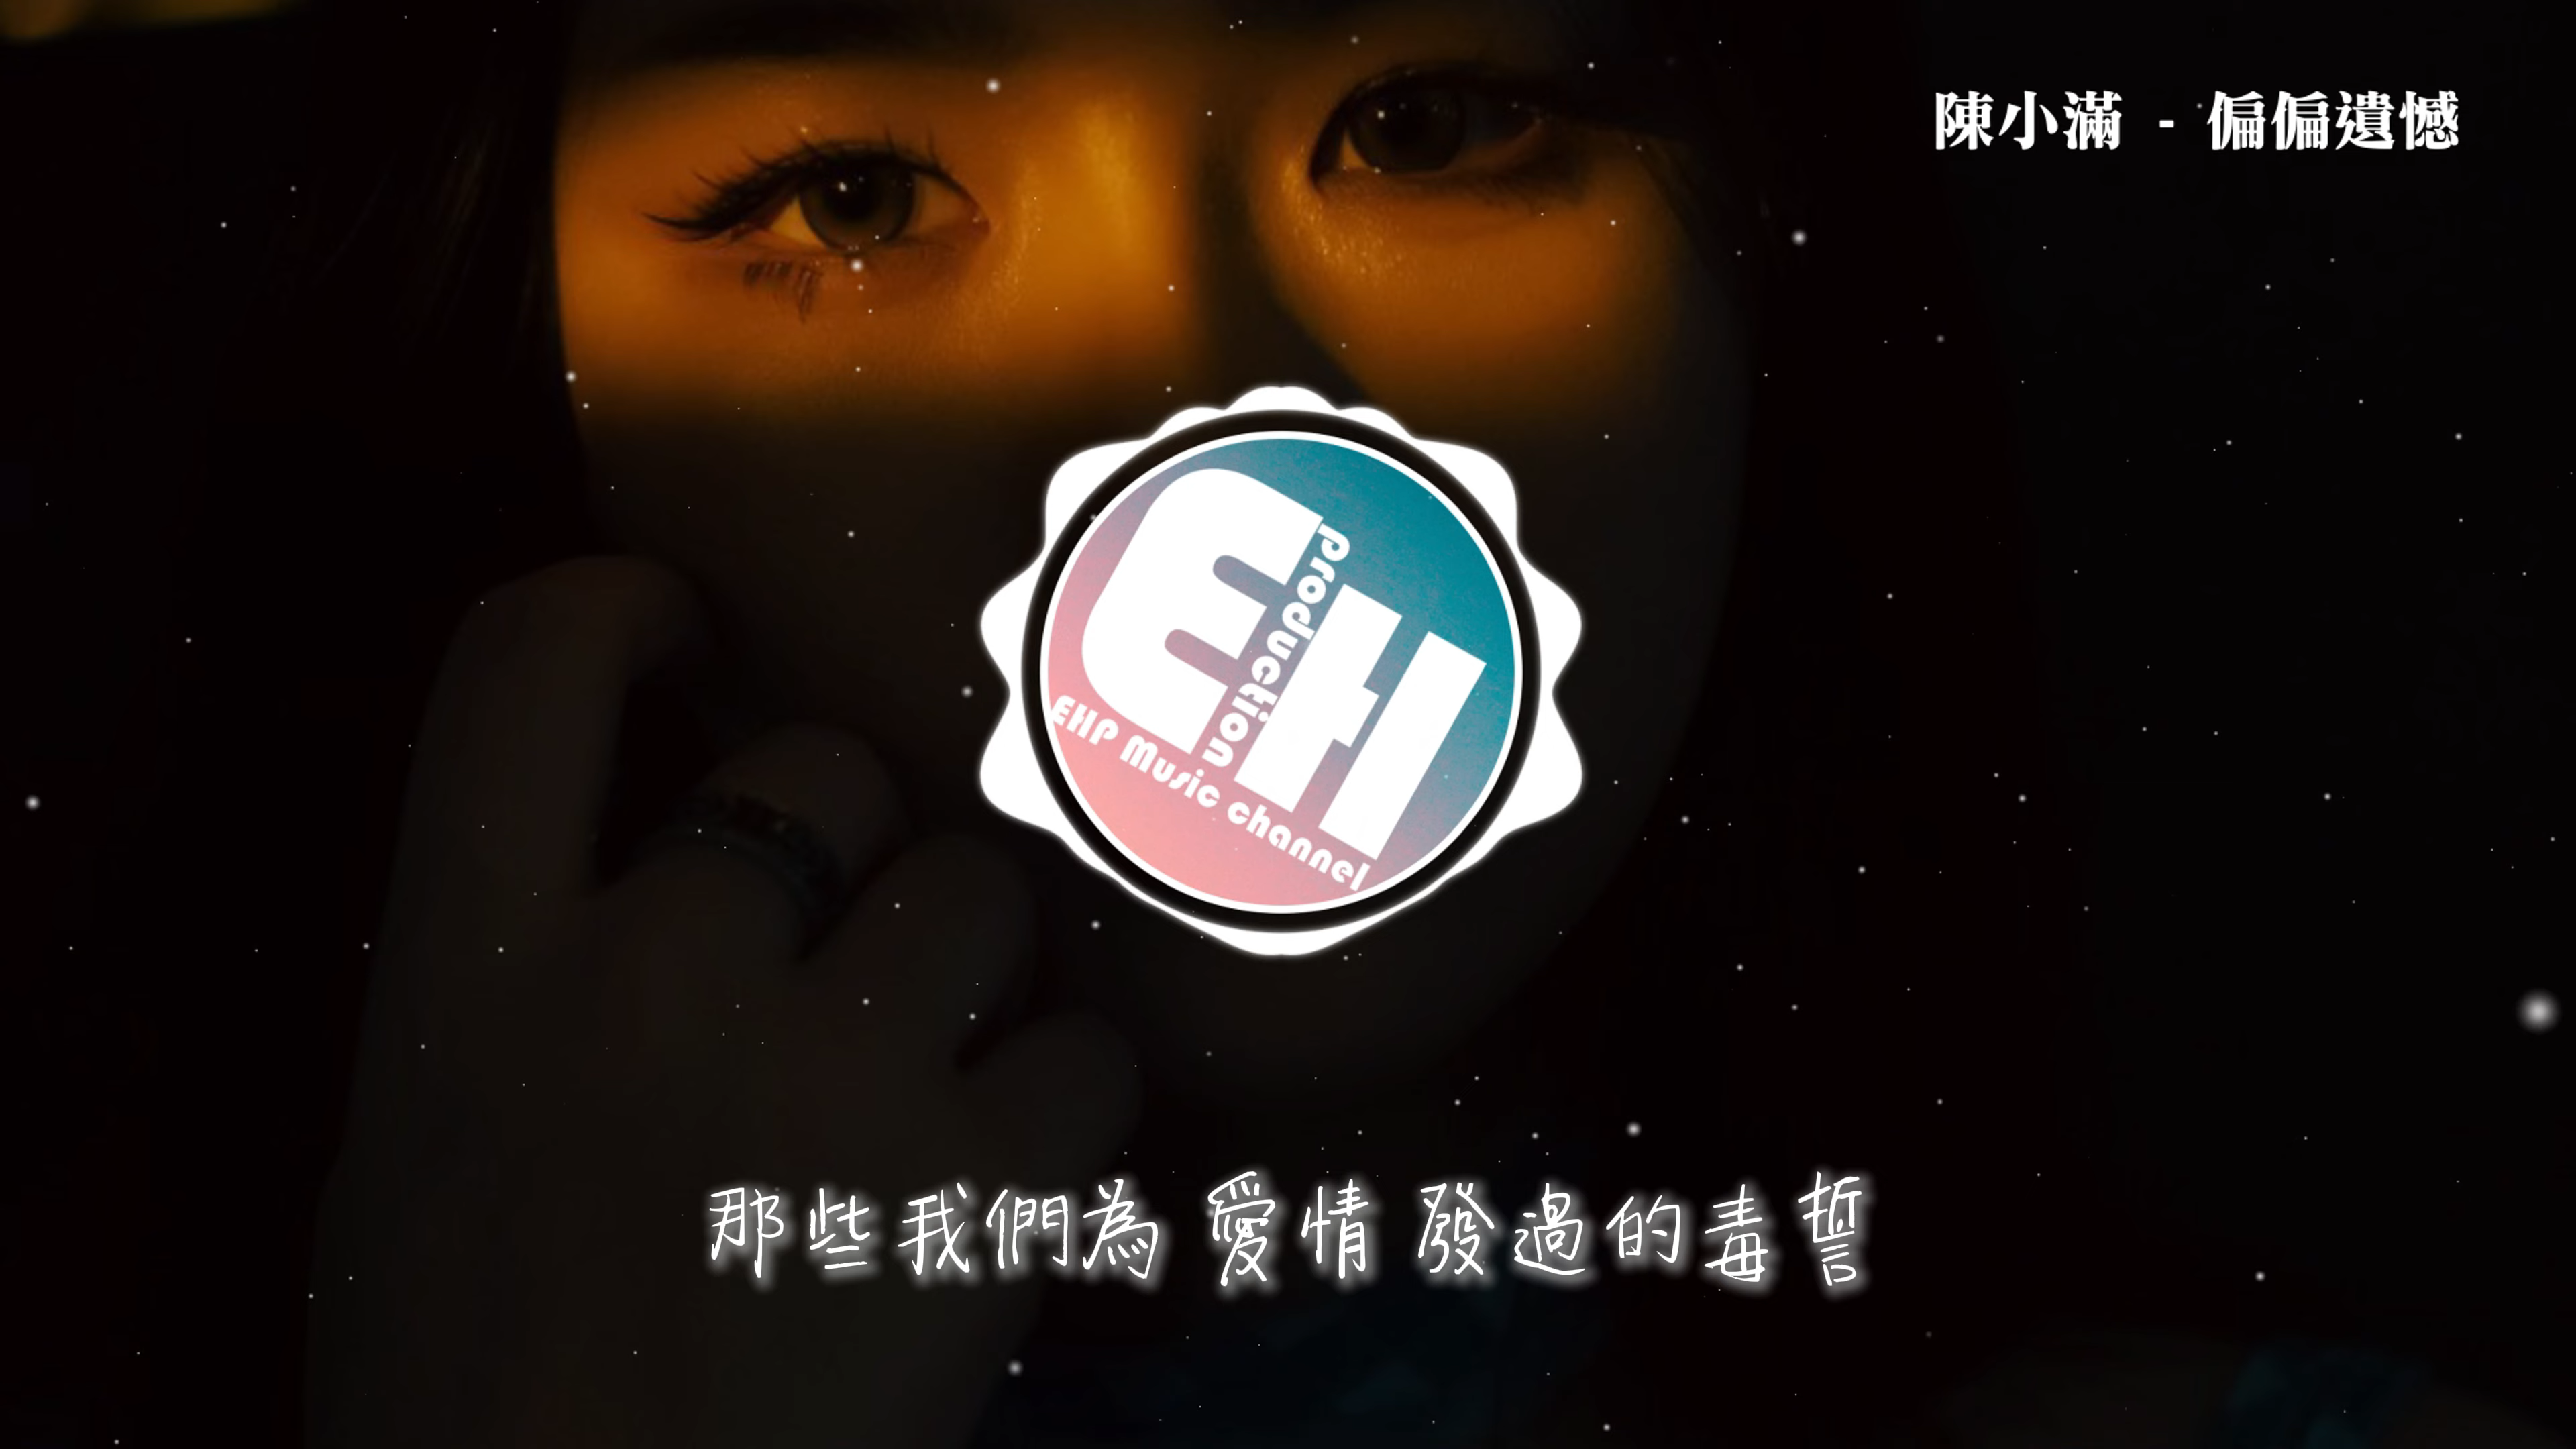 陳小滿 - 偏偏遺憾
EH
Production
EHP Music channel
那些我們為 愛情 發過的毒誓